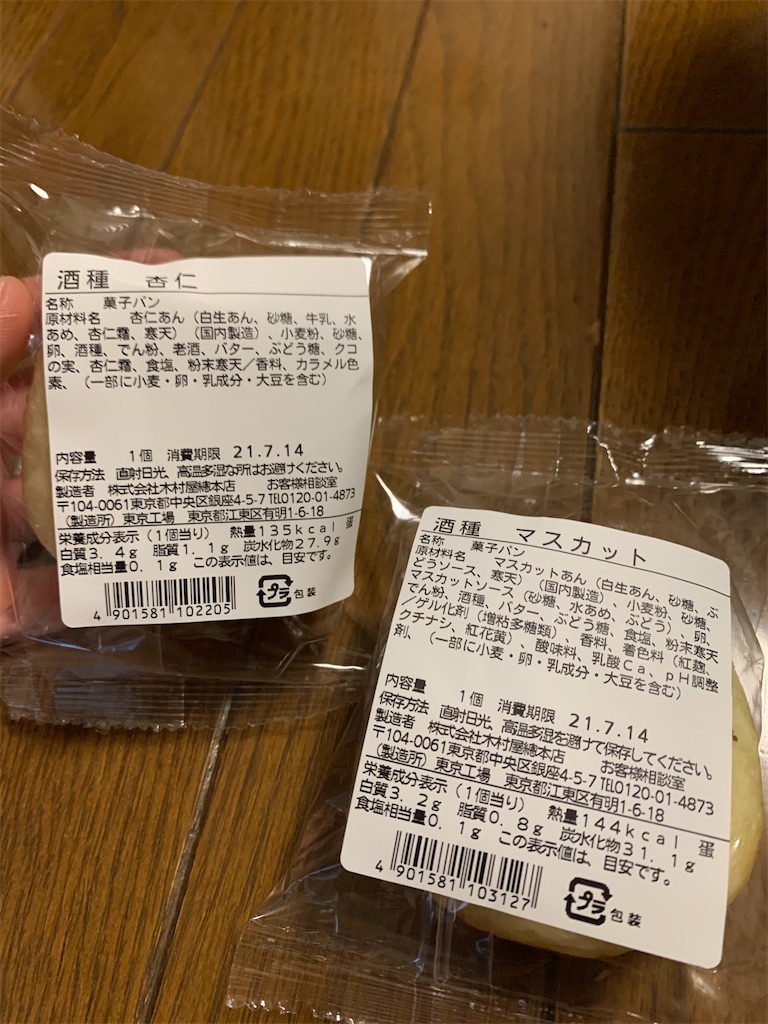 酒種 杏仁
名称 菓子パン
原材料名 杏仁あん（白生あん、砂糖、牛乳、水
あめ、杏仁霜、寒天）（国内製造）、小麦粉、砂糖、
卵、酒種、でん粉、老酒、バター、ぶどう糖、クコ
の実、杏仁霜、食塩、粉末寒天／香料、カラメル色
素、（一部に小麦・卵・乳成分・大豆を含む）
内容量 1個 消費期限 21.7.14
保存方法 直射日光、高温多湿な所はお避けください。
製造者 株式会社木村屋總本店 お客様相談室
〒104-0061東京都中央区銀座4-5-7 TEL0120-01-4873
（製造所）東京工場 東京都江東区有明1-6-18
栄養成分表示（1個当り） 熱量135kcal 蛋
白質3．4g 脂質1．1g 炭水化物27.9g
食塩相当量0．1g この表示値は、目安です。
4 901581 102205
プラ 包装
酒種 マスカット
名称 菓子パン
原材料名 マスカットあん（白生あん、砂糖、ぶ
どうソース、寒天）（国内製造）、小麦粉、砂糖、
マスカットソース（砂糖、水あめ、ぶどう）、卵、
でん粉、酒種、バター、ぶどう糖、食塩、粉末寒天
／ゲル化剤（増粘多糖類）、香料、着色料（紅麹、
クチナシ、紅花黄）、酸味料、乳酸Ca、pH調整
剤、（一部に小麦・卵・乳成分・大豆を含む）
内容量 1個 消費期限 21.7.14
保存方法 直射日光、高温多湿を避けて保存してください。
製造者 株式会社木村屋總本店 お客様相談室
〒104-0061東京都中央区銀座4-5-7 TEL0120-01-4873
（製造所）東京工場 東京都江東区有明1-6-18
栄養成分表示（1個当り） 熱量144kcal 蛋
白質3．2g 脂質0．8g 炭水化物31．1g
食塩相当量0．1g この表示値は、目安です。
4 901581 103127
プラ 包装